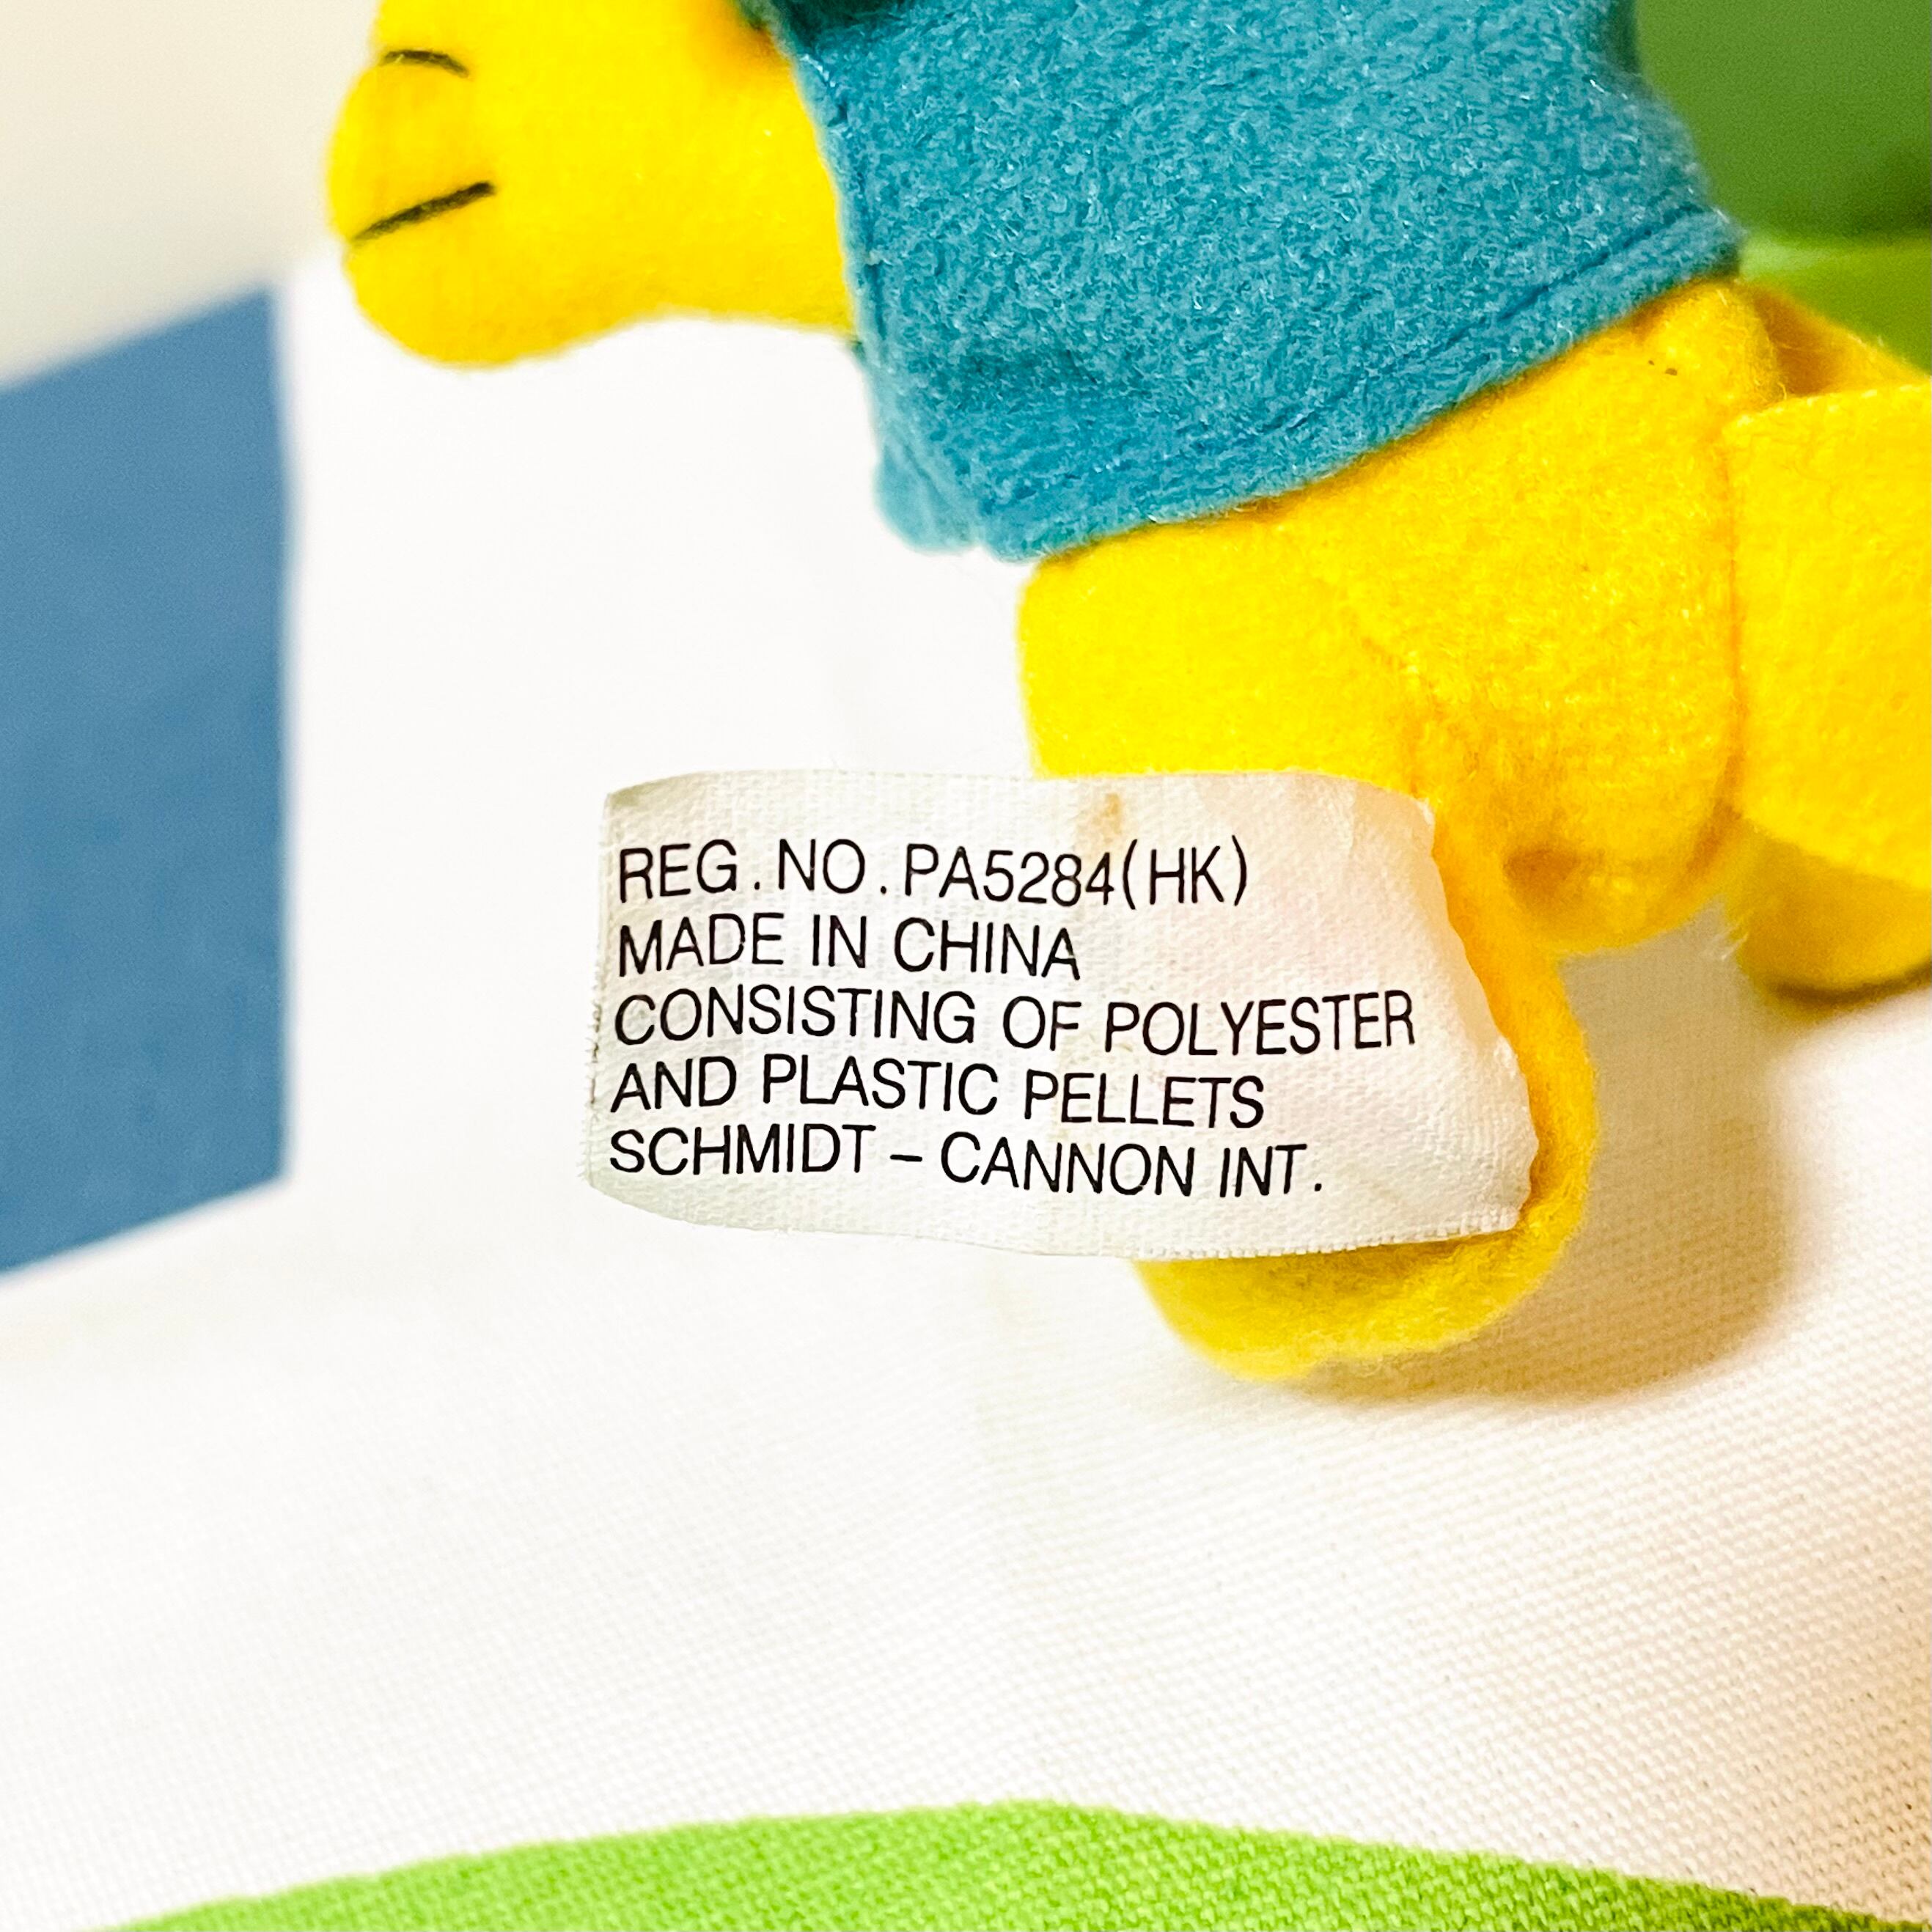 REG. NO. PA5284(HK)
MADE IN CHINA
CONSISTING OF POLYESTER
AND PLASTIC PELLETS
SCHMIDT – CANNON INT.